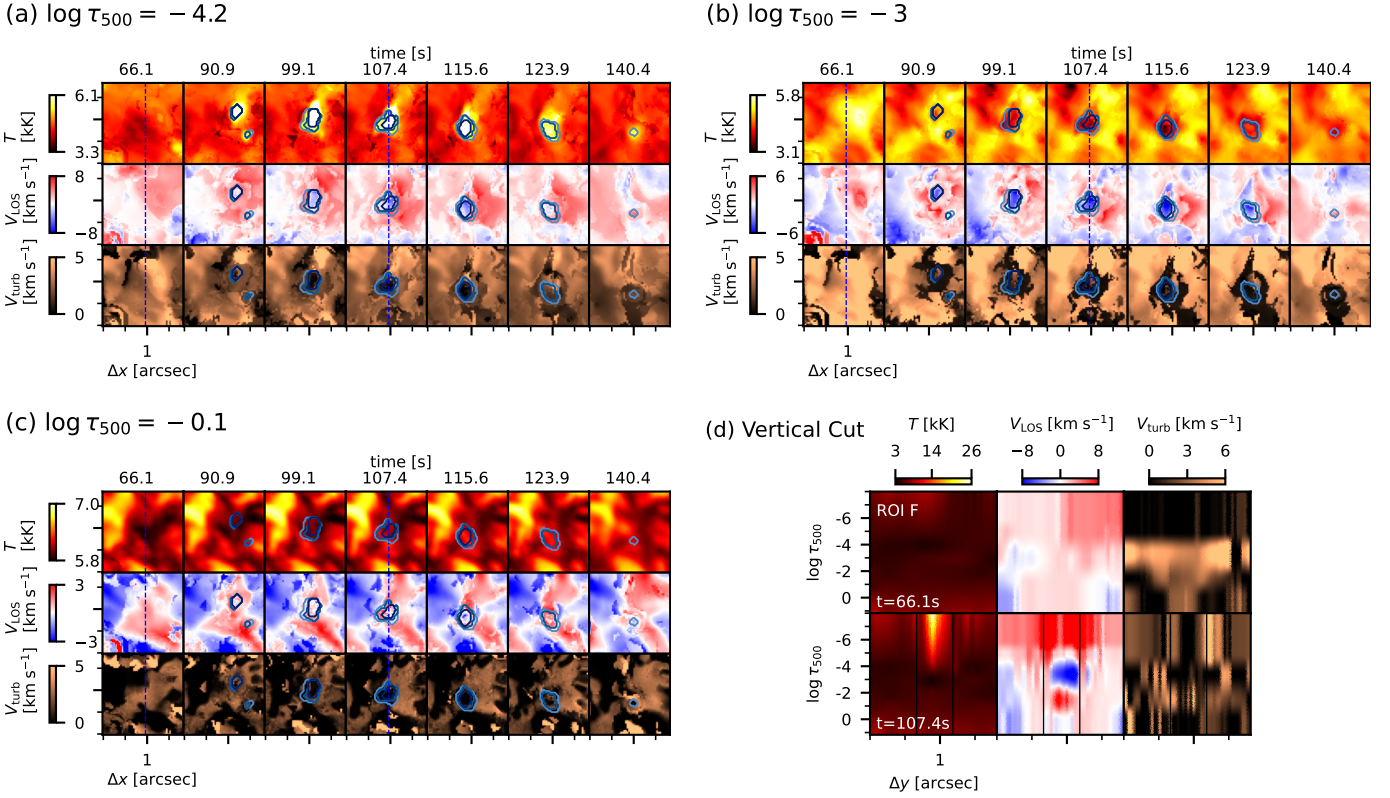 (a) log τ500 = −4.2
time [s]
66.1 90.9 99.1 107.4 115.6 123.9 140.4
6.1
T [kK]
3.3
8
VLOS [km s−1]
−8
5
Vturb [km s−1]
0
1
Δx [arcsec]
(b) log τ500 = −3
time [s]
66.1 90.9 99.1 107.4 115.6 123.9 140.4
5.8
T [kK]
3.1
6
VLOS [km s−1]
−6
5
Vturb [km s−1]
0
1
Δx [arcsec]
(c) log τ500 = −0.1
time [s]
66.1 90.9 99.1 107.4 115.6 123.9 140.4
7.0
T [kK]
5.8
3
VLOS [km s−1]
−3
5
Vturb [km s−1]
0
1
Δx [arcsec]
(d) Vertical Cut
T [kK] VLOS [km s−1] Vturb [km s−1]
3 14 26 −8 0 8 0 3 6
ROI F
-6
-4
-2
0
log τ500
t=66.1s
-6
-4
-2
0
log τ500
t=107.4s
1
Δy [arcsec]